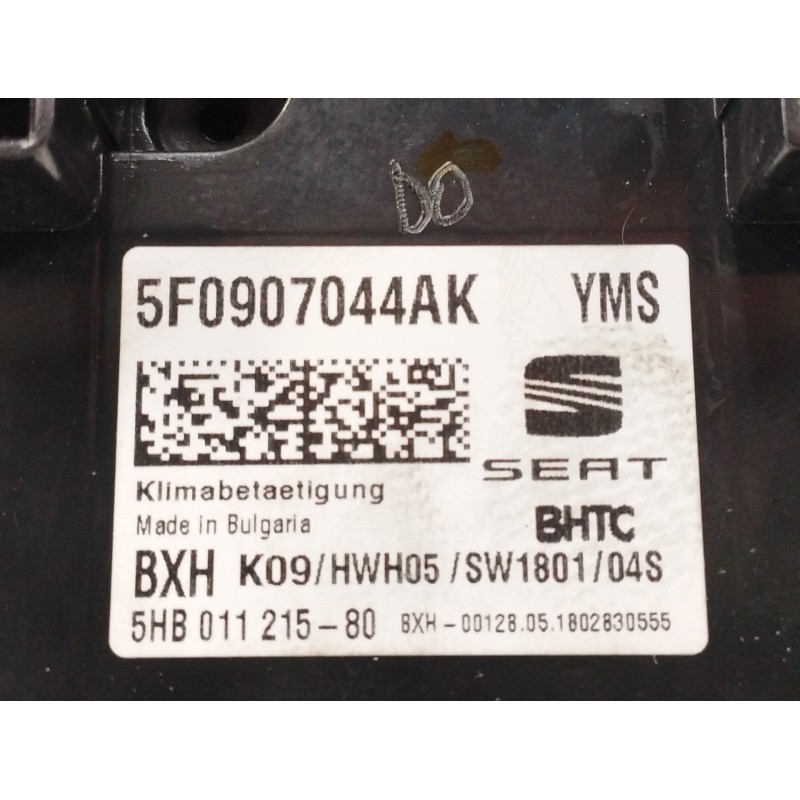 DO
5F0907044AK YMS
SEAT
Klimabetaetigung
Made in Bulgaria BHTC
BXH K09/HWH05/SW1801/04S
5HB 011 215-80 BXH-00128.05.1802830555